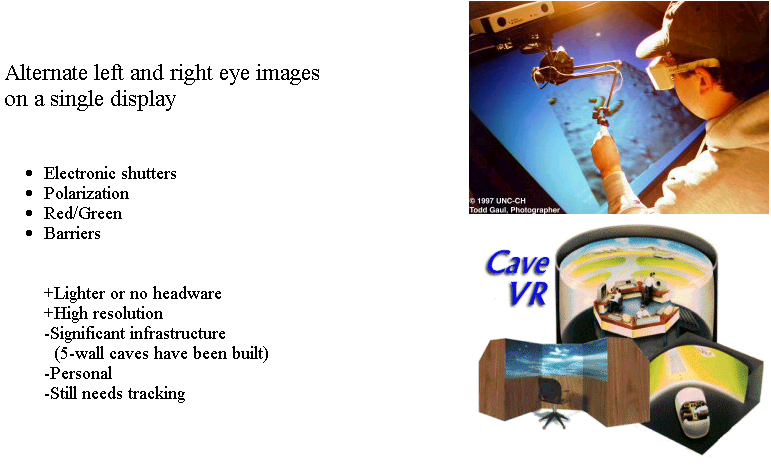 Alternate left and right eye images
on a single display
• Electronic shutters
• Polarization
• Red/Green
• Barriers
+Lighter or no headware
+High resolution
-Significant infrastructure
(5-wall caves have been built)
-Personal
-Still needs tracking
© 1997 UNC-CH
Todd Gaul, Photographer
Cave
VR